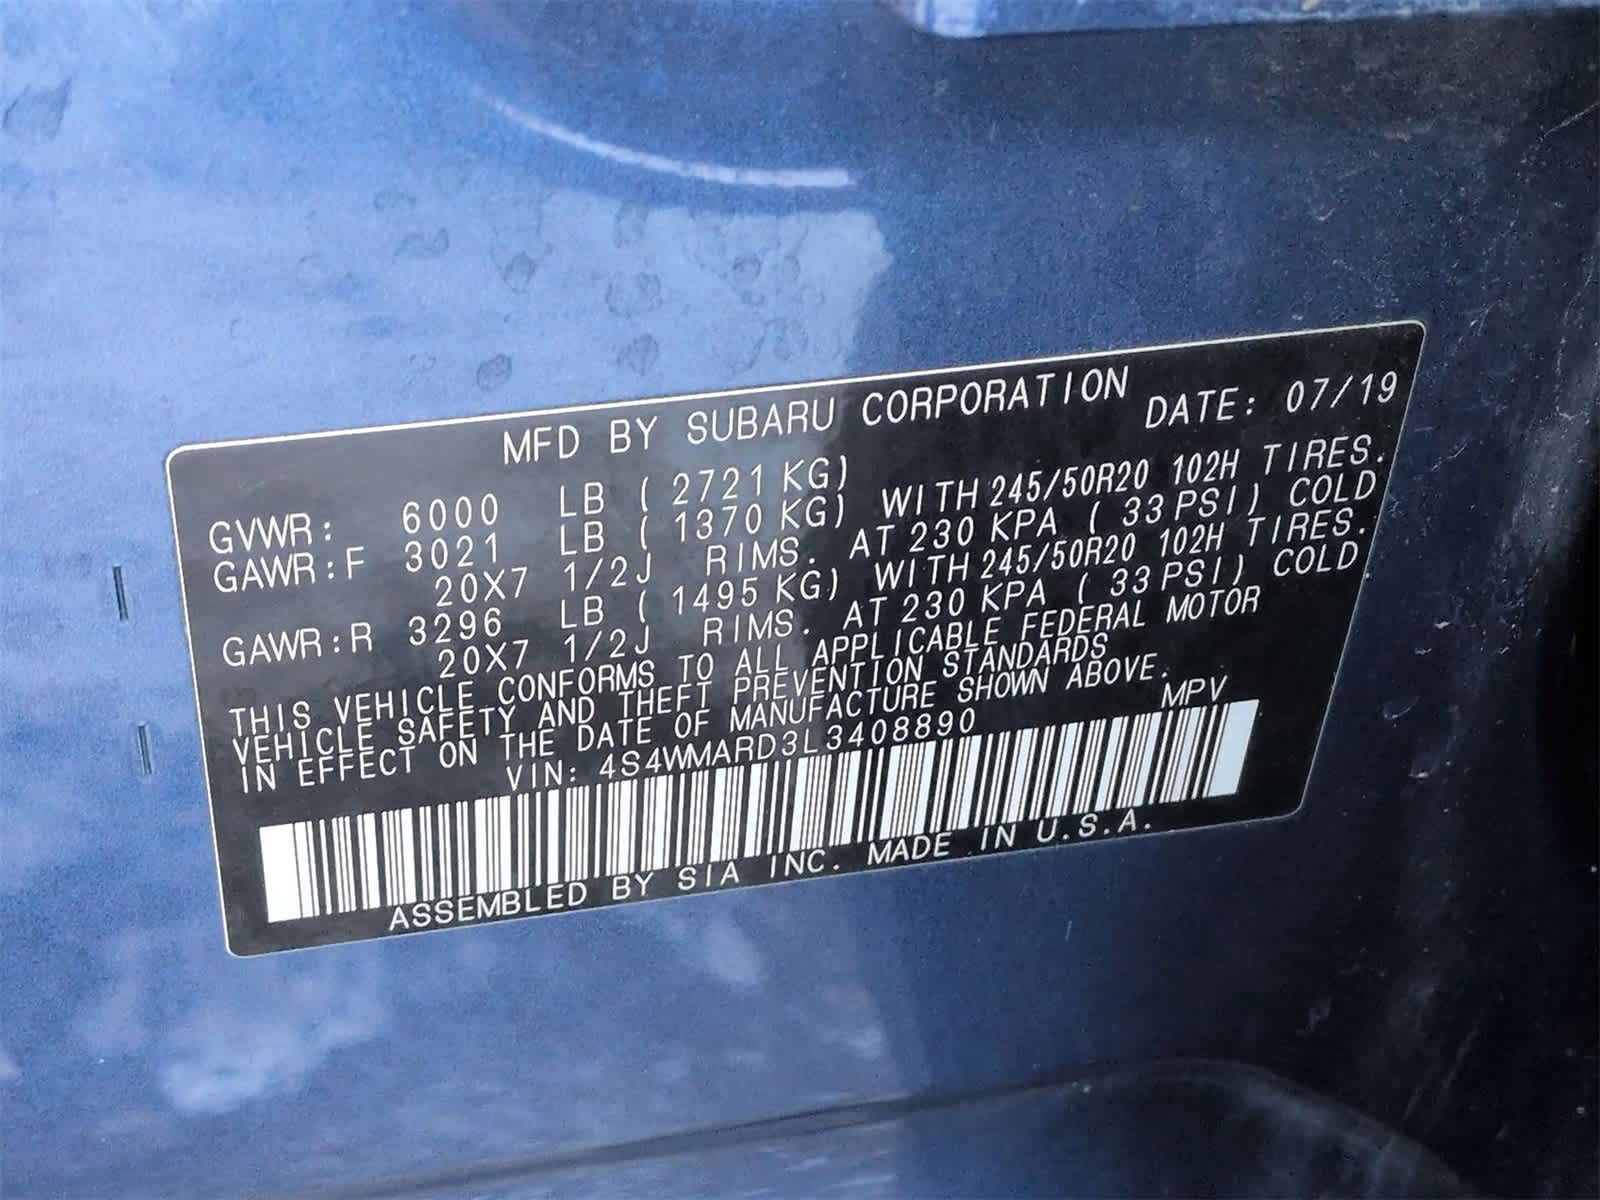 MFD BY SUBARU CORPORATION DATE: 07/19
GVWR: 6000 LB ( 2721 KG)
GAWR:F 3021 LB ( 1370 KG) WITH 245/50R20 102H TIRES.
20X7 1/2J RIMS. AT 230 KPA ( 33 PSI) COLD
GAWR:R 3296 LB ( 1495 KG) WITH 245/50R20 102H TIRES.
20X7 1/2J RIMS. AT 230 KPA ( 33 PSI) COLD.
THIS VEHICLE CONFORMS TO ALL APPLICABLE FEDERAL MOTOR
VEHICLE SAFETY AND THEFT PREVENTION STANDARDS
IN EFFECT ON THE DATE OF MANUFACTURE SHOWN ABOVE.
VIN: 4S4WMARD3L3408890 MPV
ASSEMBLED BY SIA INC. MADE IN U.S.A.